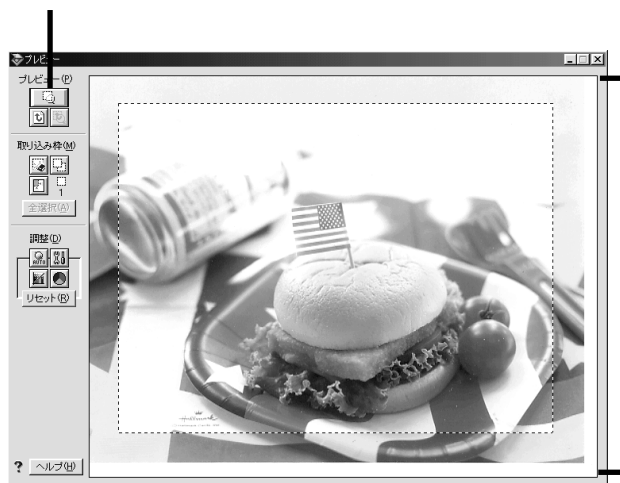 プレビュー
プレビュー(P)
取り込み枠(M)
1
全選択(A)
調整(D)
AUTO
リセット(R)
? ヘルプ(H)
Hallmark